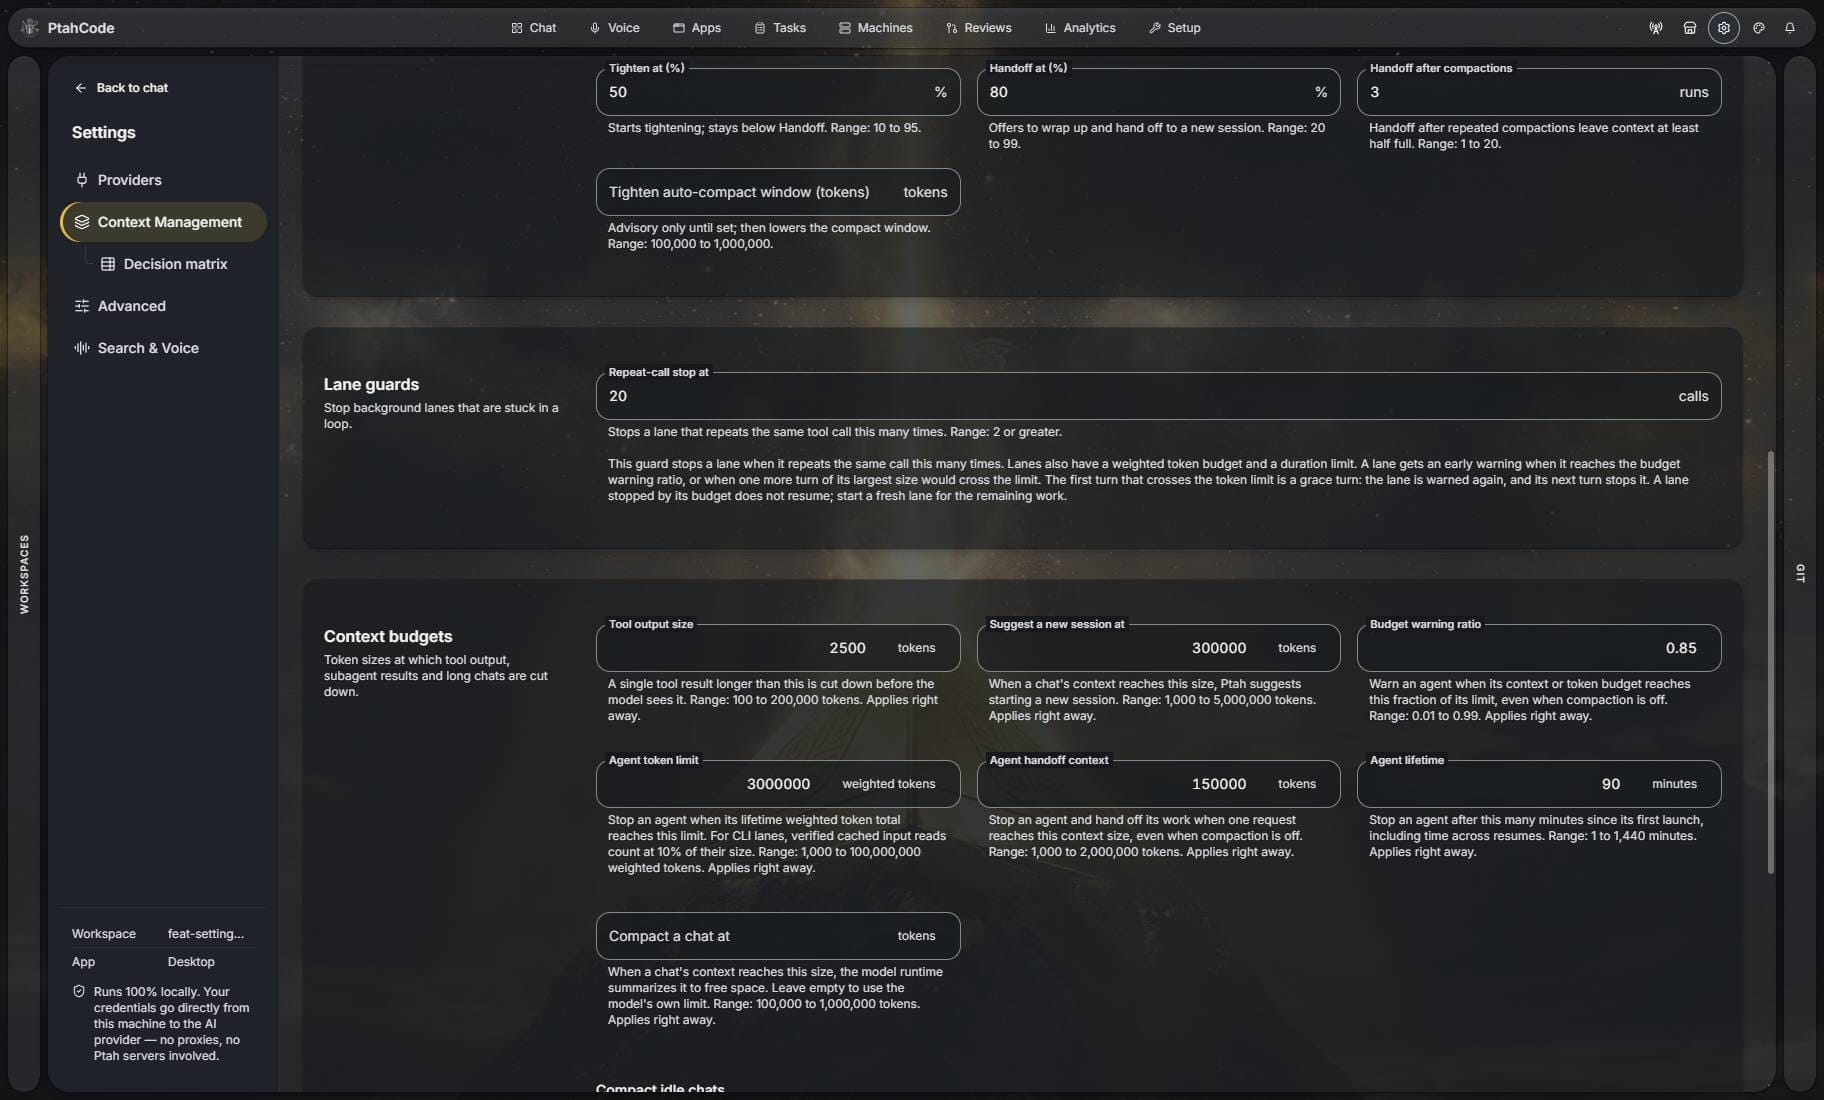 PtahCode
Chat
Voice
Apps
Tasks
Machines
Reviews
Analytics
Setup
WORKSPACES
Back to chat
Settings
Providers
Context Management
Decision matrix
Advanced
Search & Voice
Workspace feat-setting...
App Desktop
Runs 100% locally. Your
credentials go directly from
this machine to the AI
provider — no proxies, no
Ptah servers involved.
Tighten at (%)
50 %
Starts tightening; stays below Handoff. Range: 10 to 95.
Handoff at (%)
80 %
Offers to wrap up and hand off to a new session. Range: 20
to 99.
Handoff after compactions
3 runs
Handoff after repeated compactions leave context at least
half full. Range: 1 to 20.
Tighten auto-compact window (tokens) tokens
Advisory only until set; then lowers the compact window.
Range: 100,000 to 1,000,000.
Lane guards
Stop background lanes that are stuck in a
loop.
Repeat-call stop at
20 calls
Stops a lane that repeats the same tool call this many times. Range: 2 or greater.
This guard stops a lane when it repeats the same call this many times. Lanes also have a weighted token budget and a duration limit. A lane gets an early warning when it reaches the budget
warning ratio, or when one more turn of its largest size would cross the limit. The first turn that crosses the token limit is a grace turn: the lane is warned again, and its next turn stops it. A lane
stopped by its budget does not resume; start a fresh lane for the remaining work.
Context budgets
Token sizes at which tool output,
subagent results and long chats are cut
down.
Tool output size
2500 tokens
A single tool result longer than this is cut down before the
model sees it. Range: 100 to 200,000 tokens. Applies right
away.
Suggest a new session at
300000 tokens
When a chat's context reaches this size, Ptah suggests
starting a new session. Range: 1,000 to 5,000,000 tokens.
Applies right away.
Budget warning ratio
0.85
Warn an agent when its context or token budget reaches
this fraction of its limit, even when compaction is off.
Range: 0.01 to 0.99. Applies right away.
Agent token limit
3000000 weighted tokens
Stop an agent when its lifetime weighted token total
reaches this limit. For CLI lanes, verified cached input reads
count at 10% of their size. Range: 1,000 to 100,000,000
weighted tokens. Applies right away.
Agent handoff context
150000 tokens
Stop an agent and hand off its work when one request
reaches this context size, even when compaction is off.
Range: 1,000 to 2,000,000 tokens. Applies right away.
Agent lifetime
90 minutes
Stop an agent after this many minutes since its first launch,
including time across resumes. Range: 1 to 1,440 minutes.
Applies right away.
Compact a chat at tokens
When a chat's context reaches this size, the model runtime
summarizes it to free space. Leave empty to use the
model's own limit. Range: 100,000 to 1,000,000 tokens.
Applies right away.
Compact idle chats
GIT